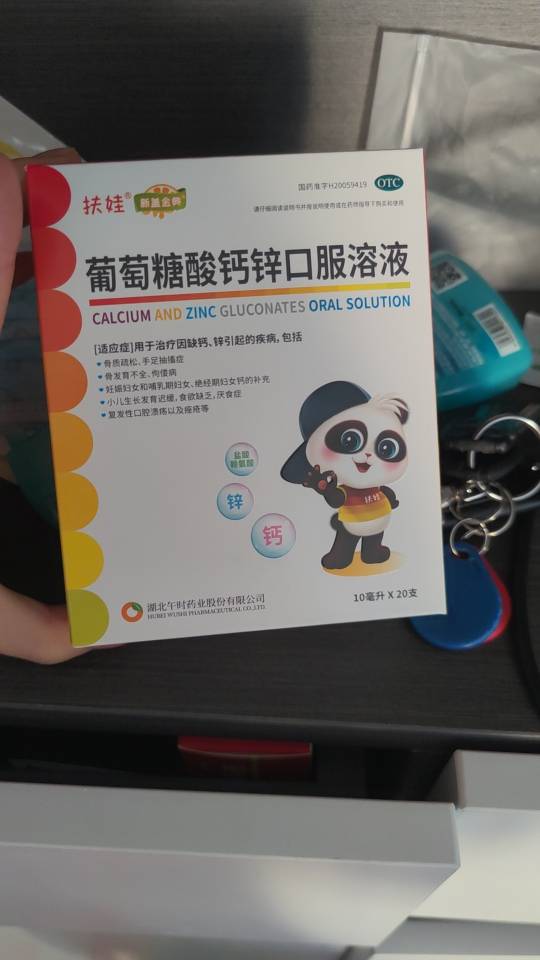 国药准字H20059419 OTC
扶娃® 新盖金典
请仔细阅读说明书并按说明使用或在药师指导下购买和使用
葡萄糖酸钙锌口服溶液
CALCIUM AND ZINC GLUCONATES ORAL SOLUTION
[适应症]用于治疗因缺钙、锌引起的疾病,包括
• 骨质疏松、手足抽搐症
• 骨发育不全、佝偻病
• 妊娠妇女和哺乳期妇女、绝经期妇女钙的补充
• 小儿生长发育迟缓,食欲缺乏,厌食症
• 复发性口腔溃疡以及痤疮等
盐酸
赖氨酸
锌
钙
扶娃
湖北午时药业股份有限公司
HUBEI WUSHI PHARMACEUTICAL CO.,LTD.
10毫升 X 20支